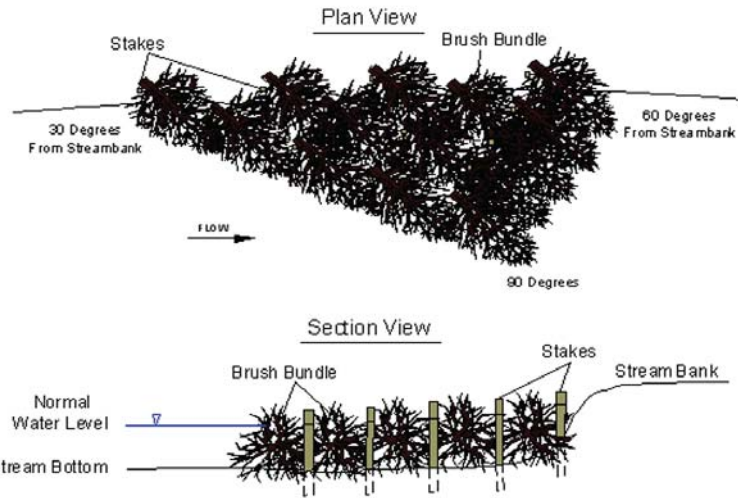 Plan View
Stakes
Brush Bundle
30 Degrees
From Streambank
60 Degrees
From Streambank
FLOW
90 Degrees
Section View
Stakes
Brush Bundle
Stream Bank
Normal
Water Level
tream Bottom